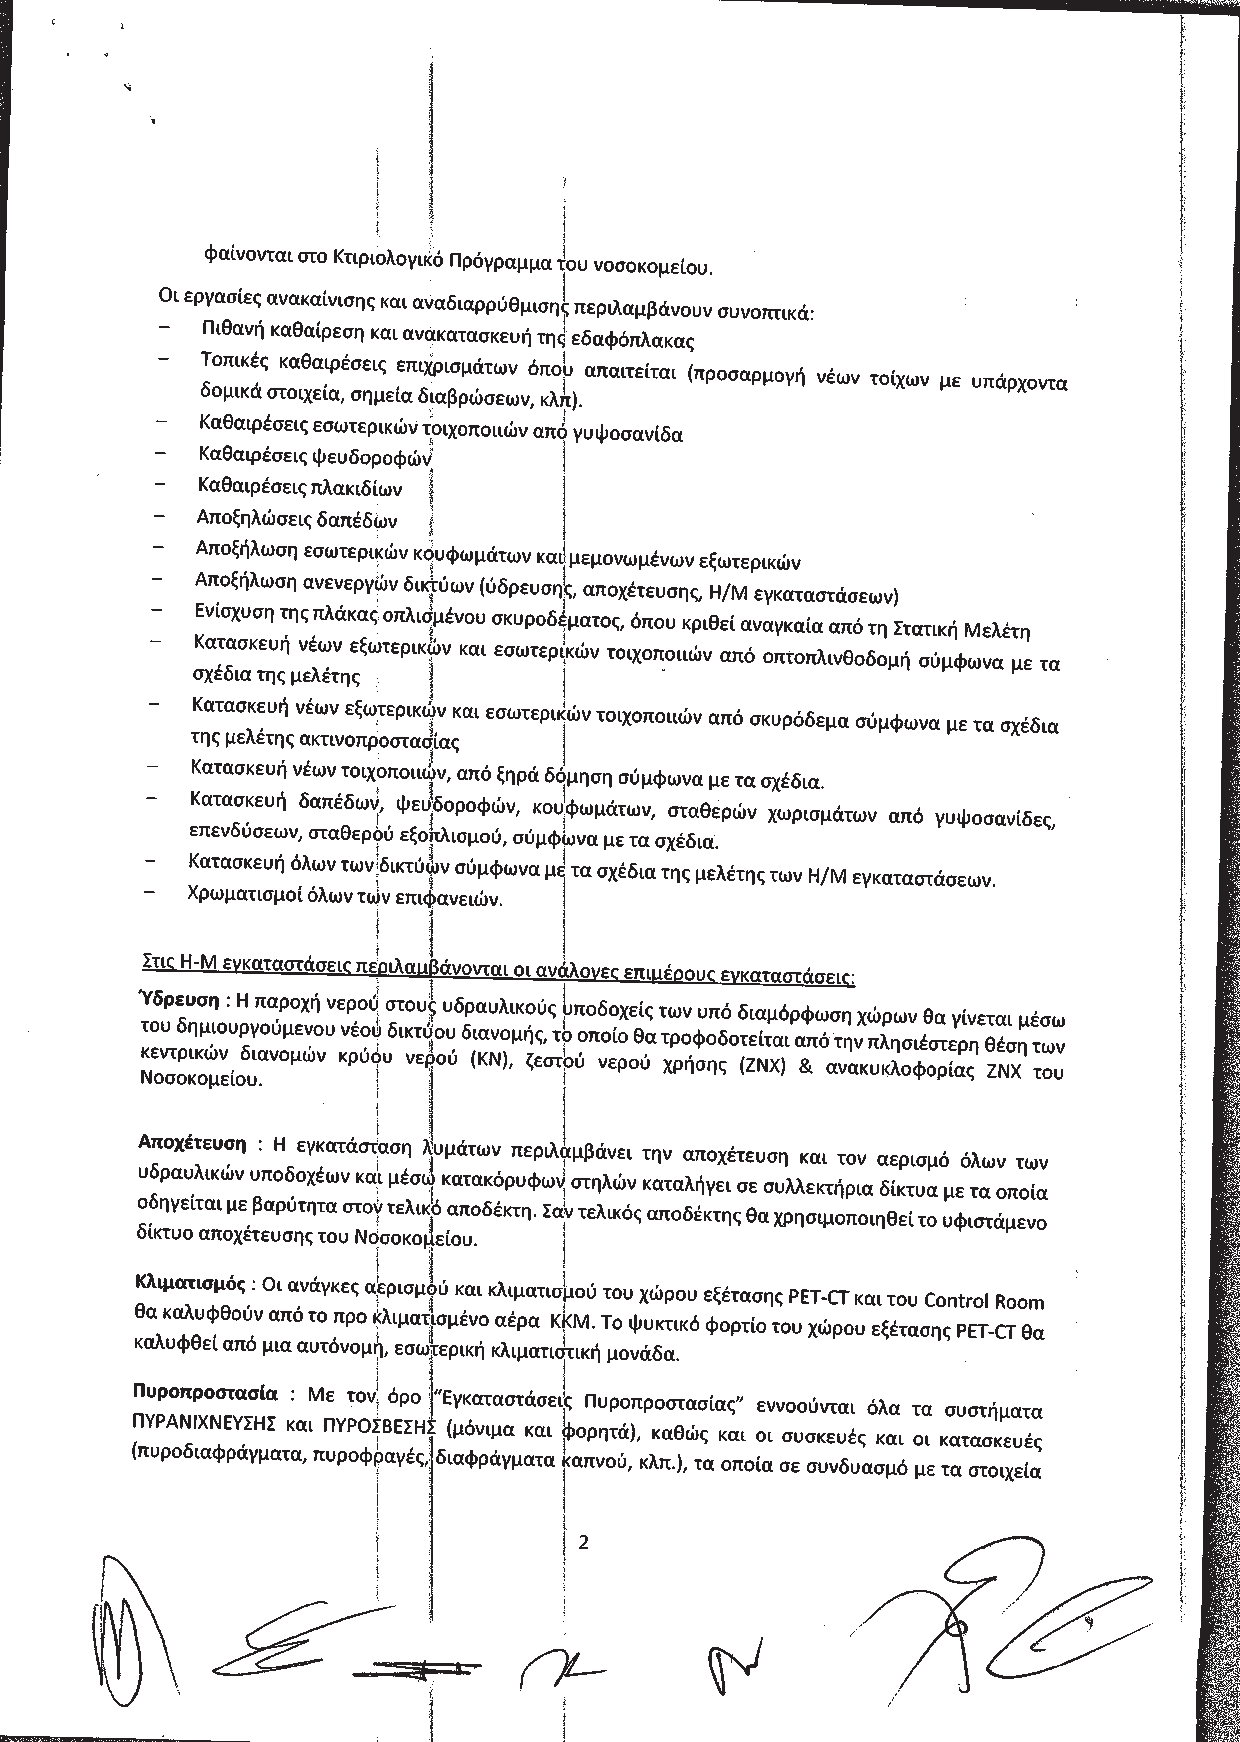 φαίνονται στο Κτιριολογικό Πρόγραμμα του νοσοκομείου.
Οι εργασίες ανακαίνισης και αναδιαρρύθμισης περιλαμβάνουν συνοπτικά:
– Πιθανή καθαίρεση και ανακατασκευή της εδαφόπλακας
– Τοπικές καθαιρέσεις επιχρισμάτων όπου απαιτείται (προσαρμογή νέων τοίχων με υπάρχοντα
δομικά στοιχεία, σημεία διαβρώσεων, κλπ).
– Καθαιρέσεις εσωτερικών τοιχοποιιών από γυψοσανίδα
– Καθαιρέσεις ψευδοροφών
– Καθαιρέσεις πλακιδίων
– Αποξηλώσεις δαπέδων
– Αποξήλωση εσωτερικών κουφωμάτων και μεμονωμένων εξωτερικών
– Αποξήλωση ανενεργών δικτύων (ύδρευσης, αποχέτευσης, Η/Μ εγκαταστάσεων)
– Ενίσχυση της πλάκας οπλισμένου σκυροδέματος, όπου κριθεί αναγκαία από τη Στατική Μελέτη
– Κατασκευή νέων εξωτερικών και εσωτερικών τοιχοποιιών από οπτοπλινθοδομή σύμφωνα με τα
σχέδια της μελέτης
– Κατασκευή νέων εξωτερικών και εσωτερικών τοιχοποιιών από σκυρόδεμα σύμφωνα με τα σχέδια
της μελέτης ακτινοπροστασίας
– Κατασκευή νέων τοιχοποιιών, από ξηρά δόμηση σύμφωνα με τα σχέδια.
– Κατασκευή δαπέδων, ψευδοροφών, κουφωμάτων, σταθερών χωρισμάτων από γυψοσανίδες,
επενδύσεων, σταθερού εξοπλισμού, σύμφωνα με τα σχέδια.
– Κατασκευή όλων των δικτύων σύμφωνα με τα σχέδια της μελέτης των Η/Μ εγκαταστάσεων.
– Χρωματισμοί όλων των επιφανειών.
Στις Η-Μ εγκαταστάσεις περιλαμβάνονται οι ανάλογες επιμέρους εγκαταστάσεις:
Ύδρευση : Η παροχή νερού στους υδραυλικούς υποδοχείς των υπό διαμόρφωση χώρων θα γίνεται μέσω
του δημιουργούμενου νέου δικτύου διανομής, το οποίο θα τροφοδοτείται από την πλησιέστερη θέση των
κεντρικών διανομών κρύου νερού (ΚΝ), ζεστού νερού χρήσης (ΖΝΧ) & ανακυκλοφορίας ΖΝΧ του
Νοσοκομείου.
Αποχέτευση : Η εγκατάσταση λυμάτων περιλαμβάνει την αποχέτευση και τον αερισμό όλων των
υδραυλικών υποδοχέων και μέσω κατακόρυφων στηλών καταλήγει σε συλλεκτήρια δίκτυα με τα οποία
οδηγείται με βαρύτητα στον τελικό αποδέκτη. Σαν τελικός αποδέκτης θα χρησιμοποιηθεί το υφιστάμενο
δίκτυο αποχέτευσης του Νοσοκομείου.
Κλιματισμός : Οι ανάγκες αερισμού και κλιματισμού του χώρου εξέτασης PET-CT και του Control Room
θα καλυφθούν από το προ κλιματισμένο αέρα ΚΚΜ. Το ψυκτικό φορτίο του χώρου εξέτασης PET-CT θα
καλυφθεί από μια αυτόνομη, εσωτερική κλιματιστική μονάδα.
Πυροπροστασία : Με τον όρο "Εγκαταστάσεις Πυροπροστασίας" εννοούνται όλα τα συστήματα
ΠΥΡΑΝΙΧΝΕΥΣΗΣ και ΠΥΡΟΣΒΕΣΗΣ (μόνιμα και φορητά), καθώς και οι συσκευές και οι κατασκευές
(πυροδιαφράγματα, πυροφραγές, διαφράγματα καπνού, κλπ.), τα οποία σε συνδυασμό με τα στοιχεία
2